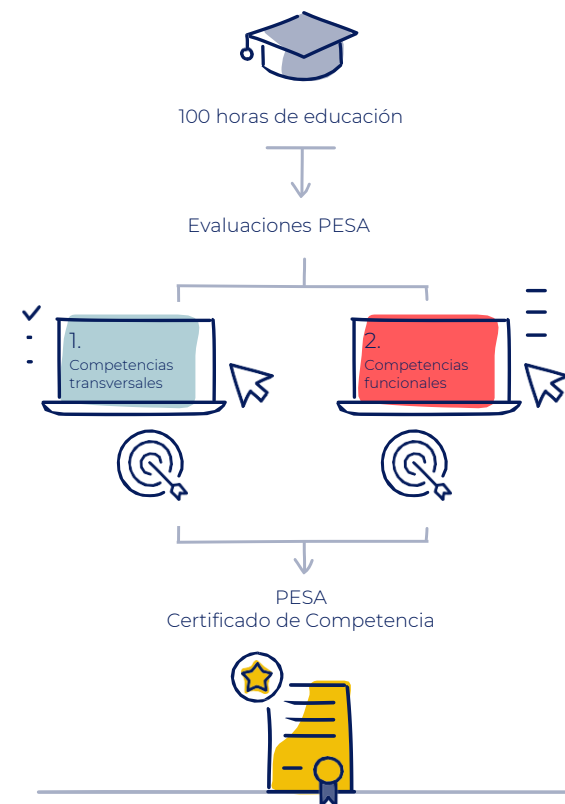 100 horas de educación
Evaluaciones PESA
1.
Competencias
transversales
2.
Competencias
funcionales
PESA
Certificado de Competencia